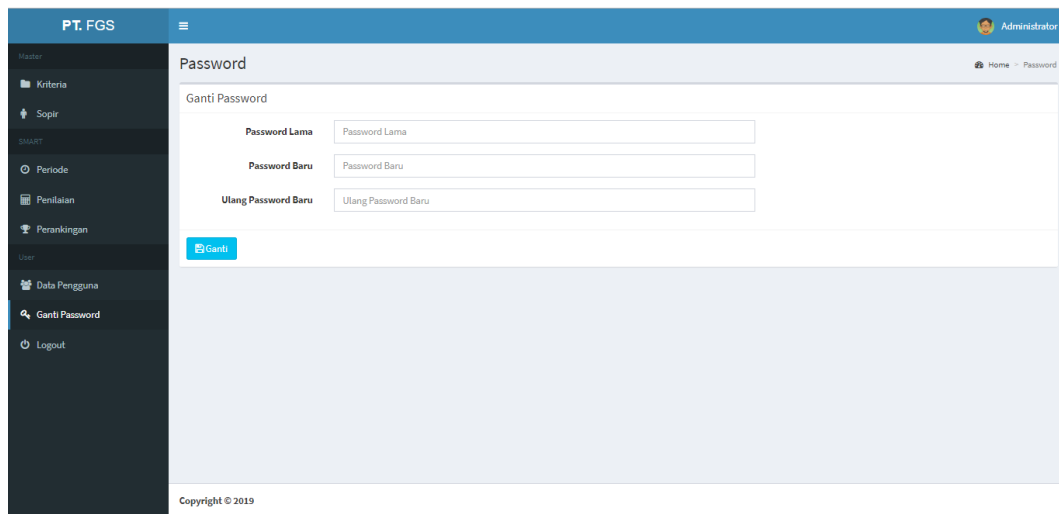 PT. FGS
Administrator
Master
Kriteria
Sopir
SMART
Periode
Penilaian
Perankingan
User
Data Pengguna
Ganti Password
Logout
Password
Home > Password
Ganti Password
Password Lama Password Lama
Password Baru Password Baru
Ulang Password Baru Ulang Password Baru
Ganti
Copyright © 2019